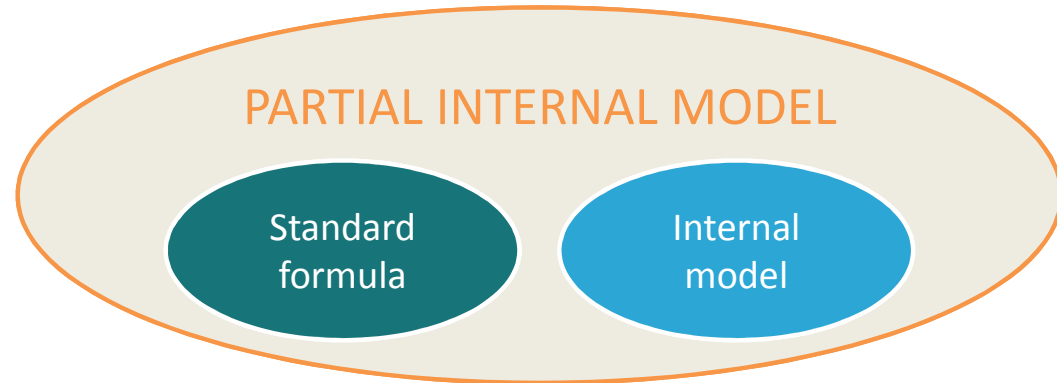 PARTIAL INTERNAL MODEL
Standard
formula
Internal
model